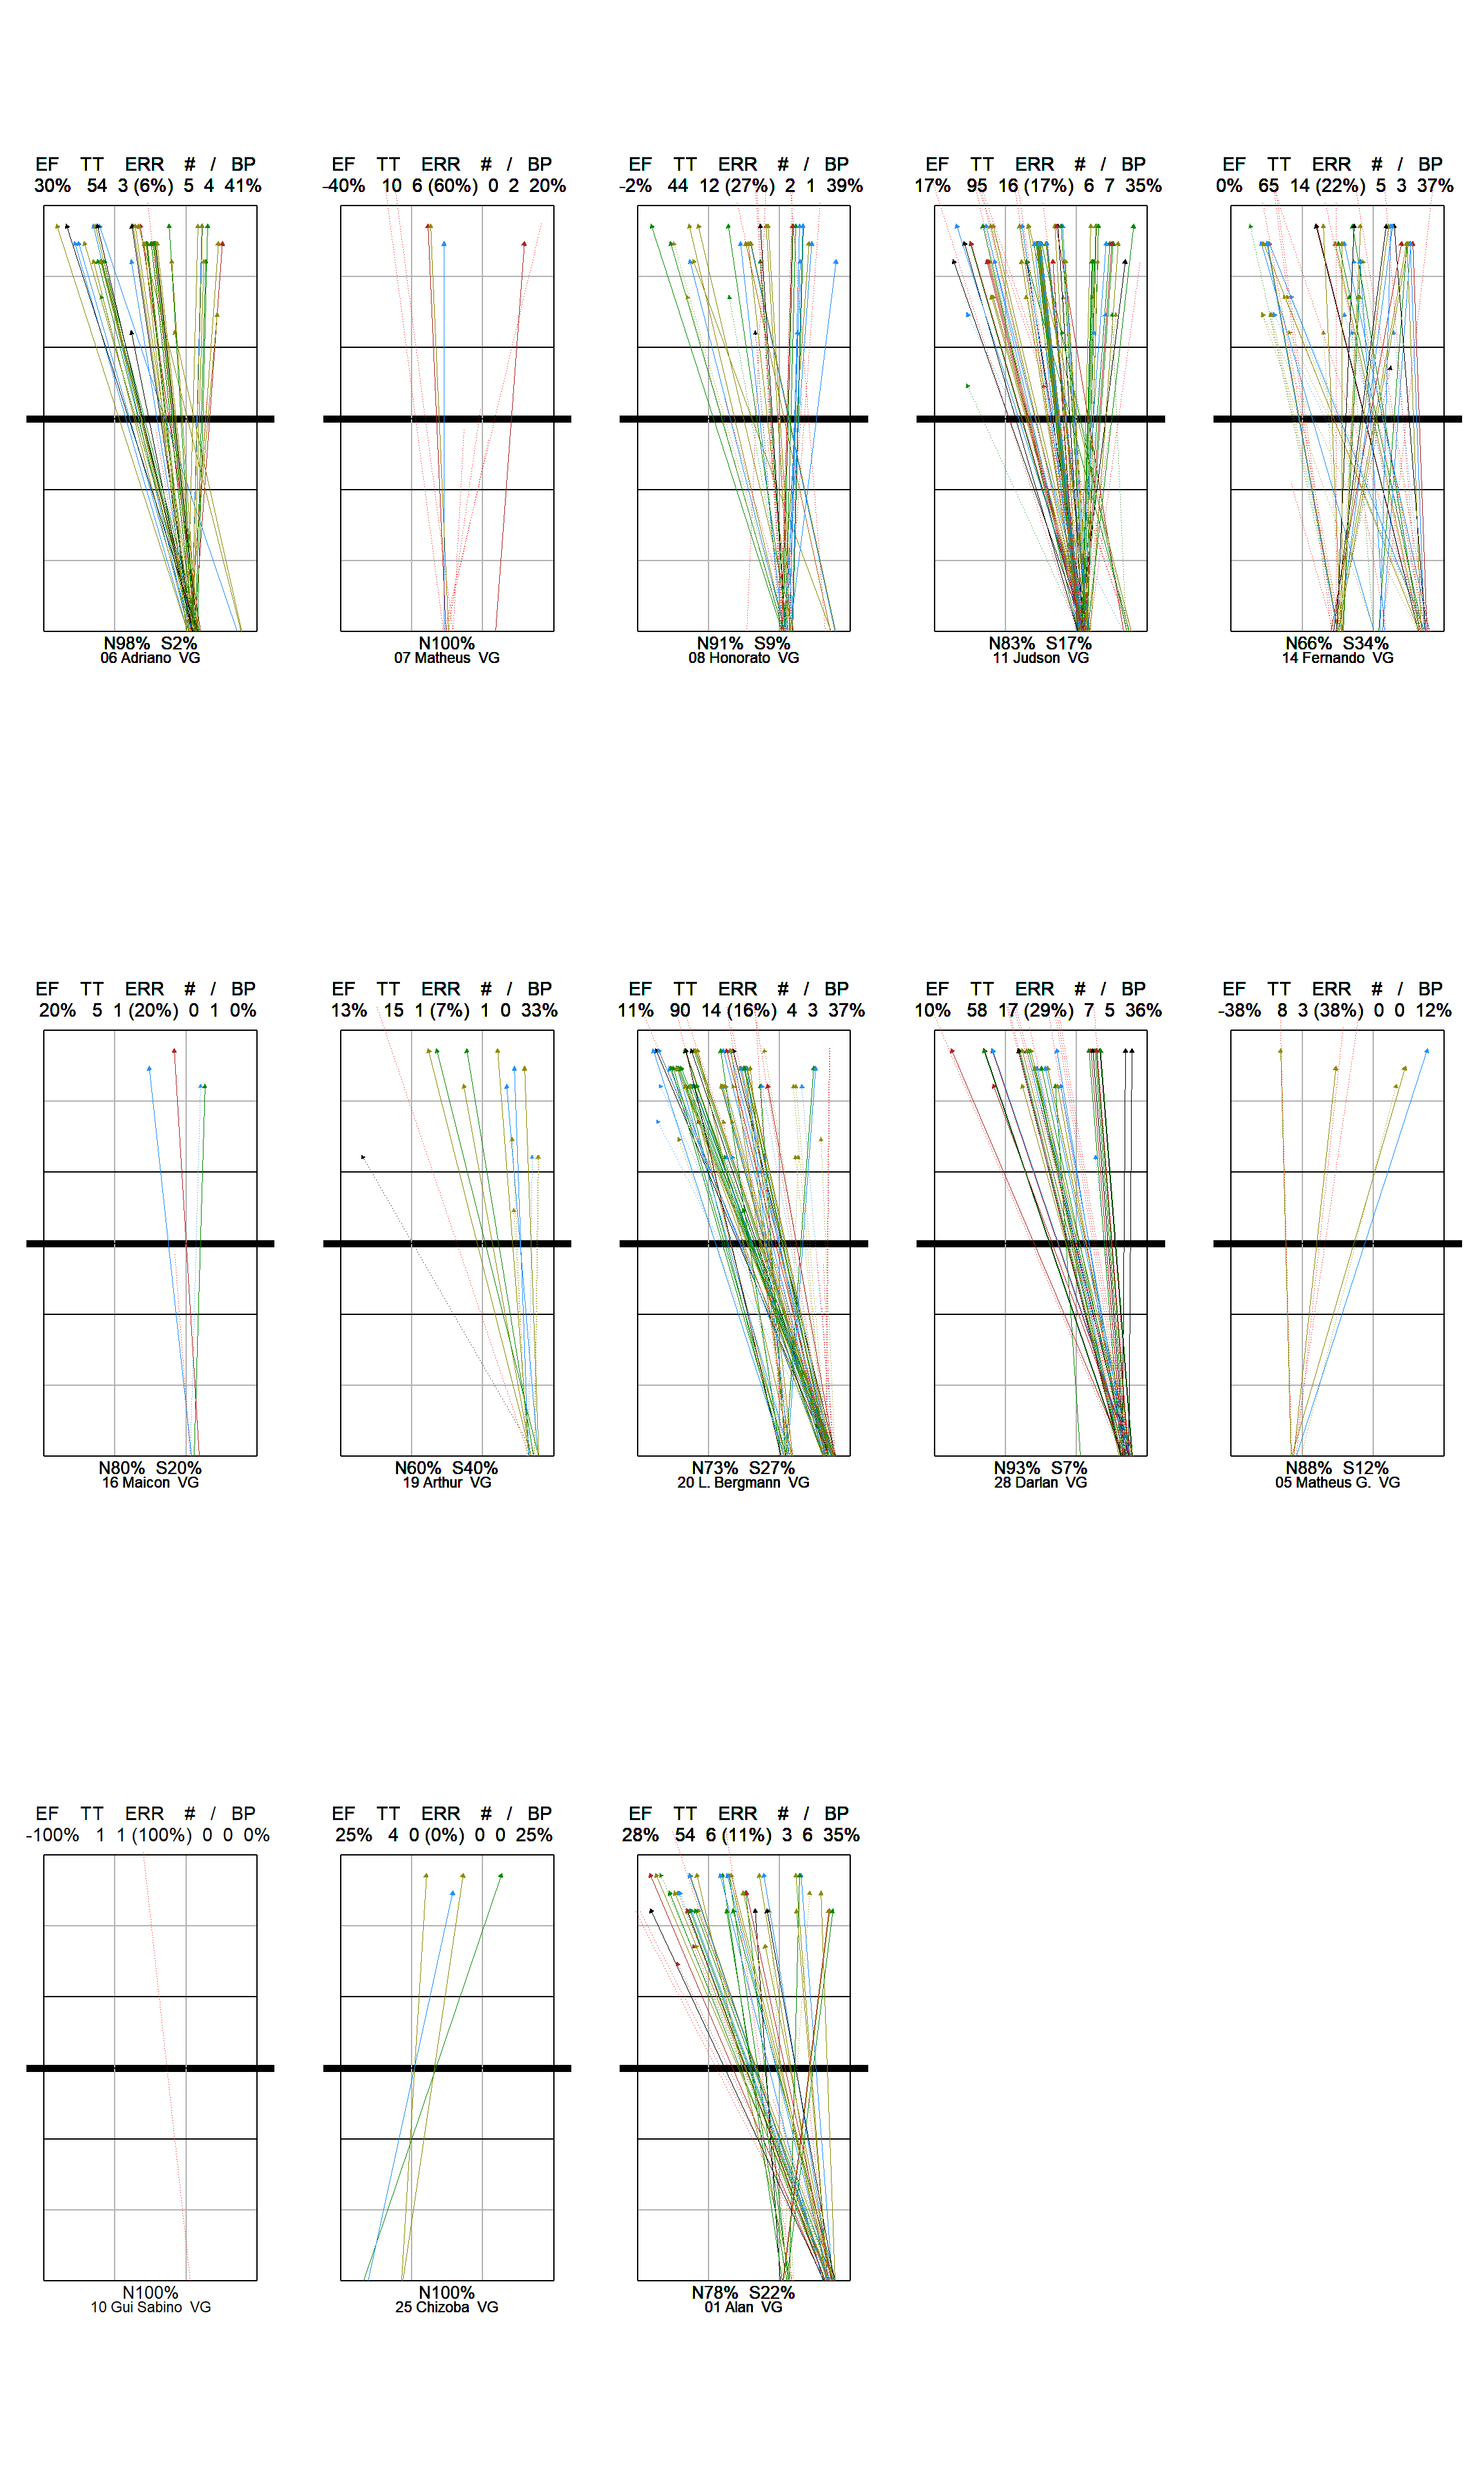 EF TT ERR # / BP
30% 54 3 (6%) 5 4 41%
N98% S2%
06 Adriano VG
EF TT ERR # / BP
-40% 10 6 (60%) 0 2 20%
N100%
07 Matheus VG
EF TT ERR # / BP
-2% 44 12 (27%) 2 1 39%
N91% S9%
08 Honorato VG
EF TT ERR # / BP
17% 95 16 (17%) 6 7 35%
N83% S17%
11 Judson VG
EF TT ERR # / BP
0% 65 14 (22%) 5 3 37%
N66% S34%
14 Fernando VG
EF TT ERR # / BP
20% 5 1 (20%) 0 1 0%
N80% S20%
16 Maicon VG
EF TT ERR # / BP
13% 15 1 (7%) 1 0 33%
N60% S40%
19 Arthur VG
EF TT ERR # / BP
11% 90 14 (16%) 4 3 37%
N73% S27%
20 L. Bergmann VG
EF TT ERR # / BP
10% 58 17 (29%) 7 5 36%
N93% S7%
28 Darlan VG
EF TT ERR # / BP
-38% 8 3 (38%) 0 0 12%
N88% S12%
05 Matheus G. VG
EF TT ERR # / BP
-100% 1 1 (100%) 0 0 0%
N100%
10 Gui Sabino VG
EF TT ERR # / BP
25% 4 0 (0%) 0 0 25%
N100%
25 Chizoba VG
EF TT ERR # / BP
28% 54 6 (11%) 3 6 35%
N78% S22%
01 Alan VG